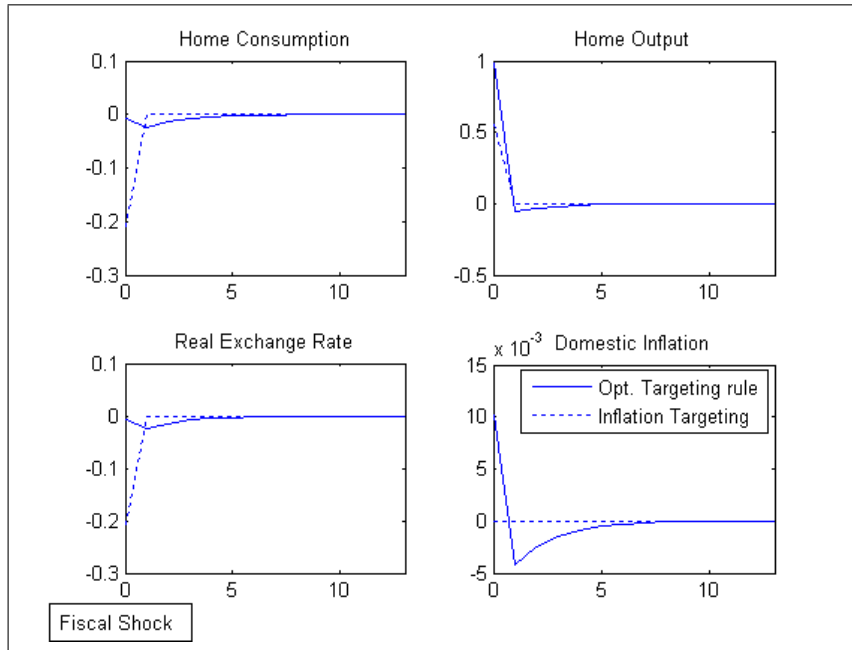 Home Consumption
0.1
0
-0.1
-0.2
-0.3
0 5 10
Home Output
1
0.5
0
-0.5
0 5 10
Real Exchange Rate
0.1
0
-0.1
-0.2
-0.3
0 5 10
x 10^-3 Domestic Inflation
15
10
5
0
-5
0 5 10
Opt. Targeting rule
Inflation Targeting
Fiscal Shock